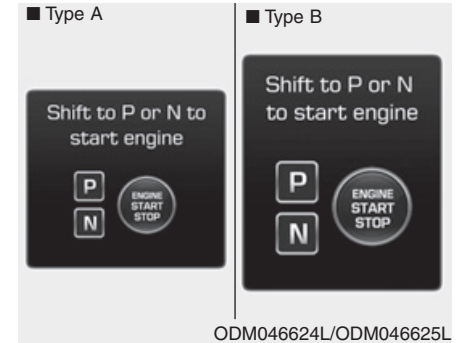 ■ Type A
Shift to P or N to
start engine
P
N
ENGINE
START
STOP
■ Type B
Shift to P or N
to start engine
P
N
ENGINE
START
STOP
ODM046624L/ODM046625L